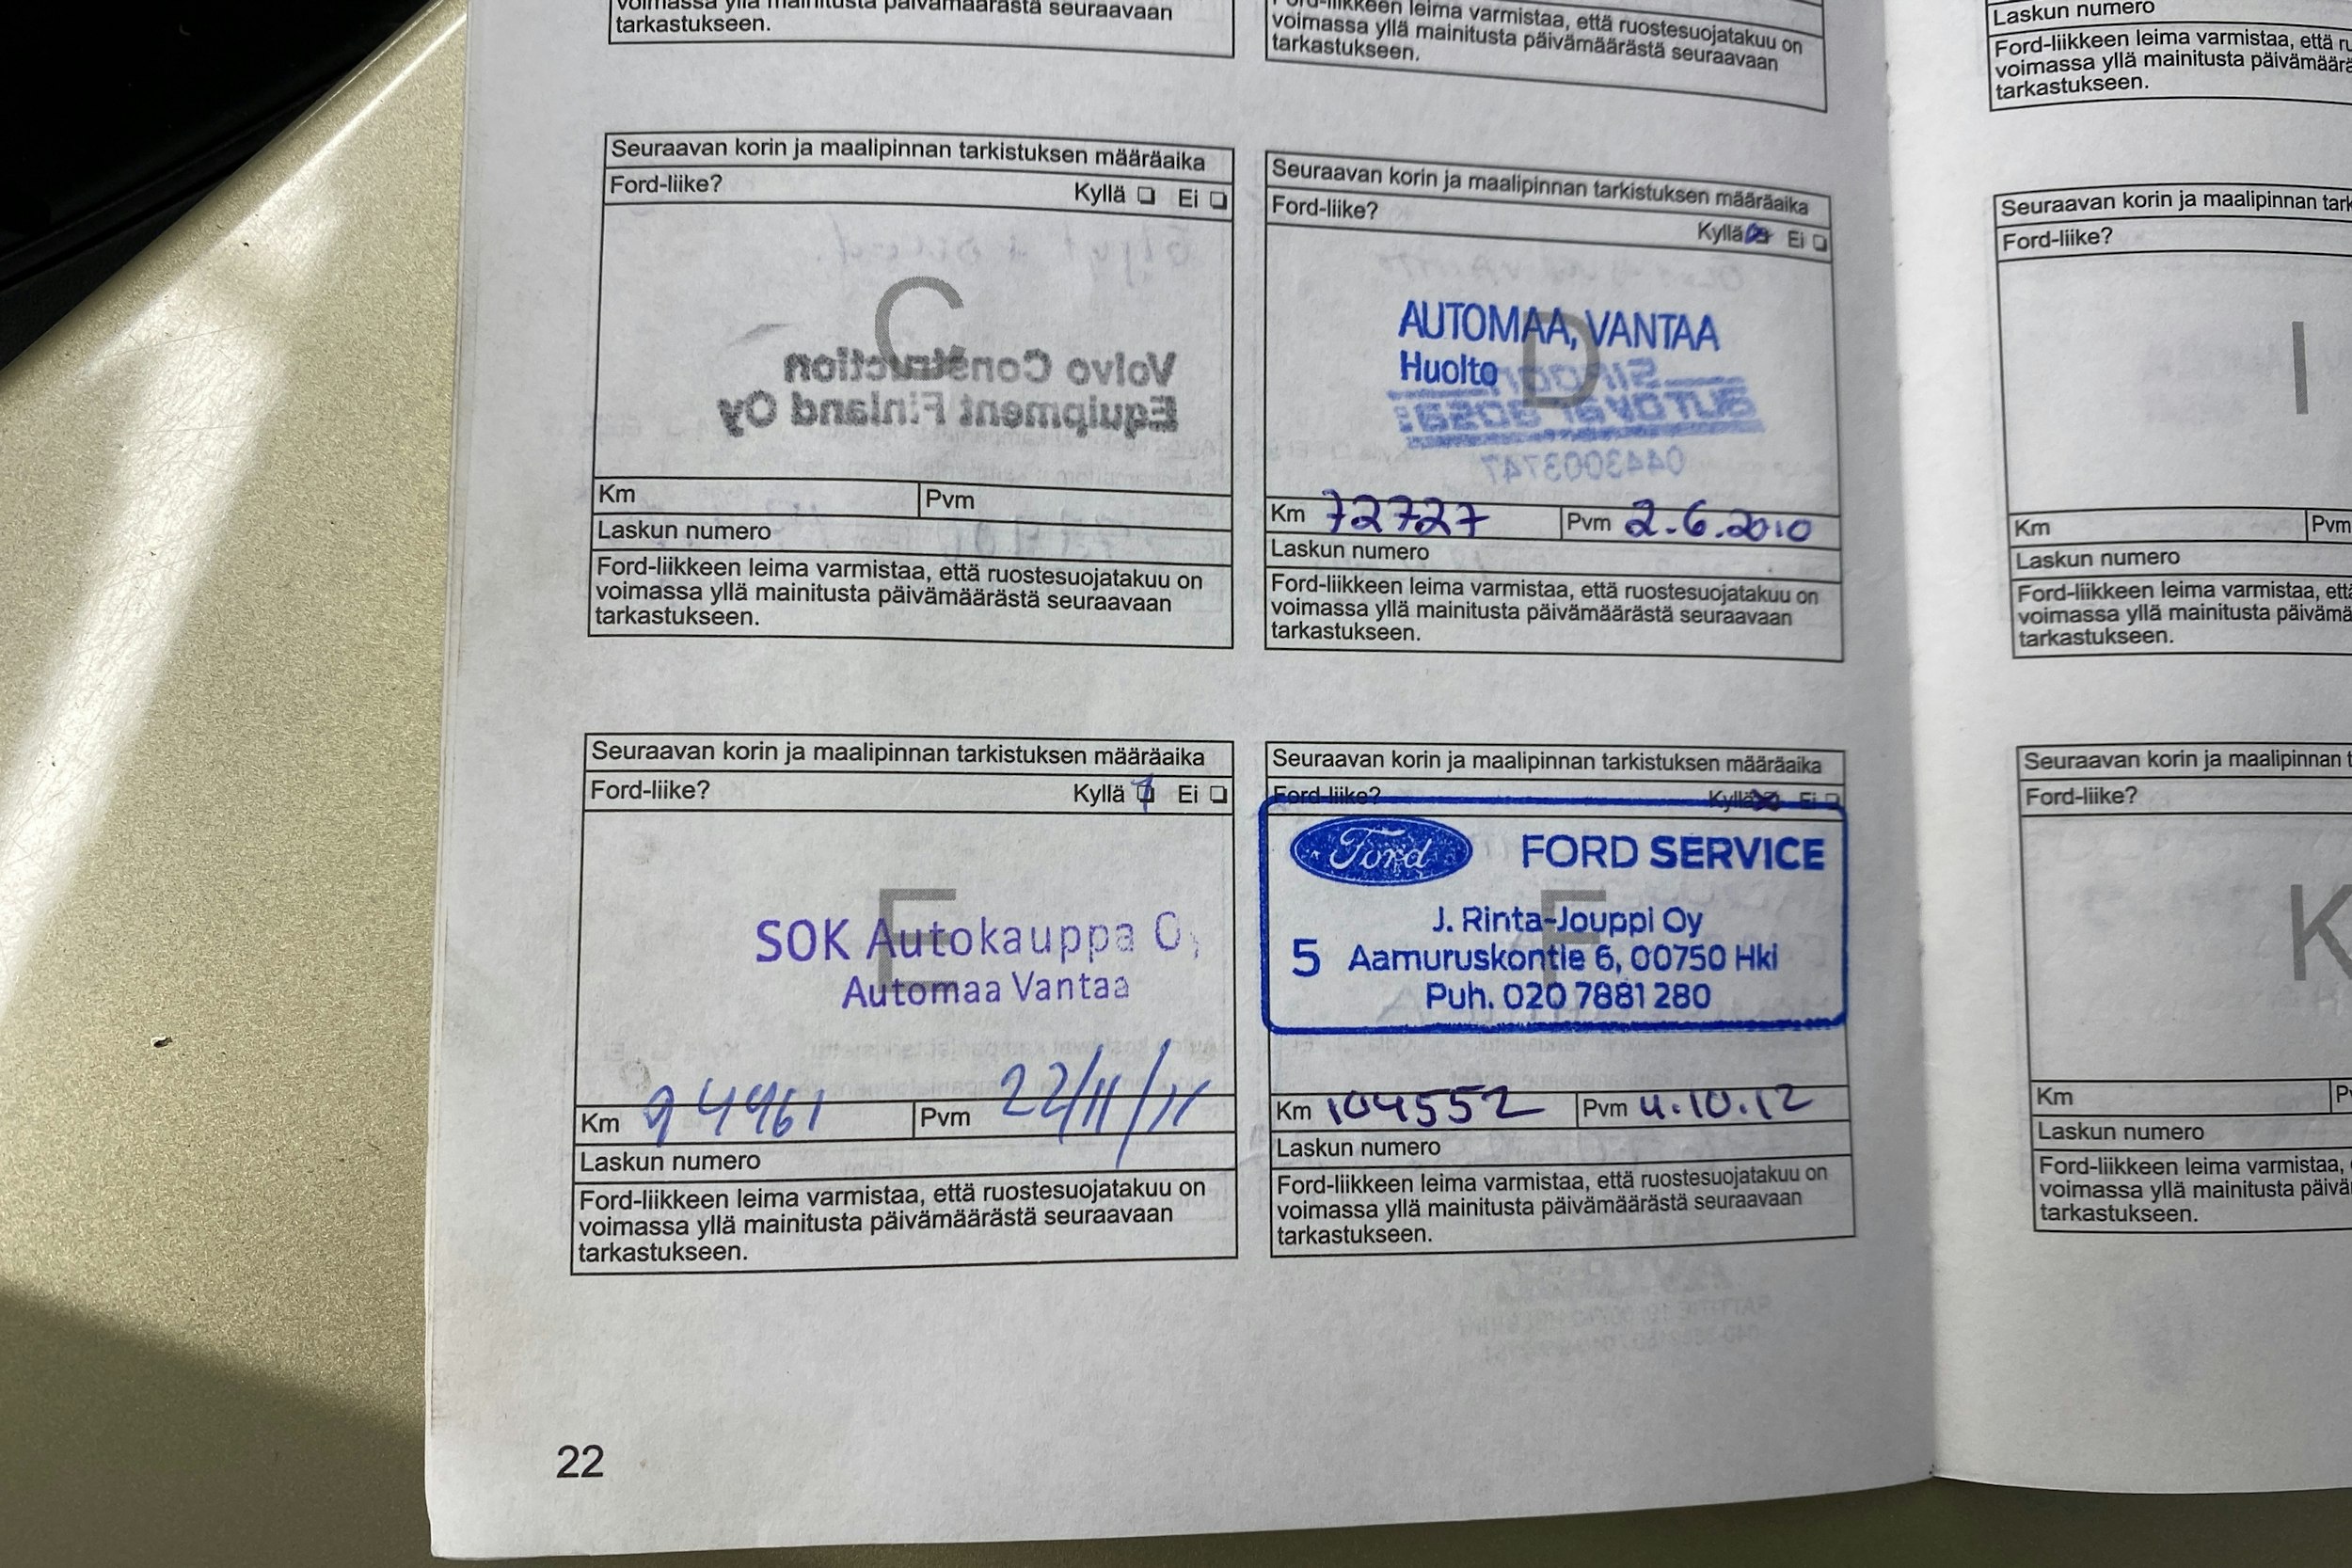 voimassa yllä mainitusta päivämäärästä seuraavaan
tarkastukseen.
Ford-liikkeen leima varmistaa, että ruostesuojatakuu on
voimassa yllä mainitusta päivämäärästä seuraavaan
tarkastukseen.
Seuraavan korin ja maalipinnan tarkistuksen määräaika
Ford-liike? Kyllä ❏ Ei ❏
C
Volvo Construction
Equipment Finland Oy
Km Pvm
Laskun numero
Ford-liikkeen leima varmistaa, että ruostesuojatakuu on
voimassa yllä mainitusta päivämäärästä seuraavaan
tarkastukseen.
Seuraavan korin ja maalipinnan tarkistuksen määräaika
Ford-liike? Kyllä Ei ❏
D
AUTOMAA, VANTAA
Huolto
0443003747
Km 72727 Pvm 2.6.2010
Laskun numero
Ford-liikkeen leima varmistaa, että ruostesuojatakuu on
voimassa yllä mainitusta päivämäärästä seuraavaan
tarkastukseen.
Seuraavan korin ja maalipinnan tarkistuksen määräaika
Ford-liike? Kyllä Ei ❏
E
SOK Autokauppa O
Automaa Vantaa
Km 94961 Pvm 22/11/11
Laskun numero
Ford-liikkeen leima varmistaa, että ruostesuojatakuu on
voimassa yllä mainitusta päivämäärästä seuraavaan
tarkastukseen.
Seuraavan korin ja maalipinnan tarkistuksen määräaika
Ford-liike? Kyllä Ei ❏
F
Ford FORD SERVICE
J. Rinta-Jouppi Oy
5 Aamuruskontie 6, 00750 Hki
Puh. 020 7881 280
Km 104552 Pvm 4.10.12
Laskun numero
Ford-liikkeen leima varmistaa, että ruostesuojatakuu on
voimassa yllä mainitusta päivämäärästä seuraavaan
tarkastukseen.
22
Laskun numero
Ford-liikkeen leima varmistaa, että
voimassa yllä mainitusta
tarkastukseen.
Seuraavan korin ja maalipinnan
Ford-liike?
I
Km Pvm
Laskun numero
Ford-liikkeen leima varmistaa,
voimassa yllä mainitusta
tarkastukseen.
Seuraavan korin ja maalipinnan
Ford-liike?
K
Km
Laskun numero
Ford-liikkeen leima varmistaa,
voimassa yllä mainitusta
tarkastukseen.